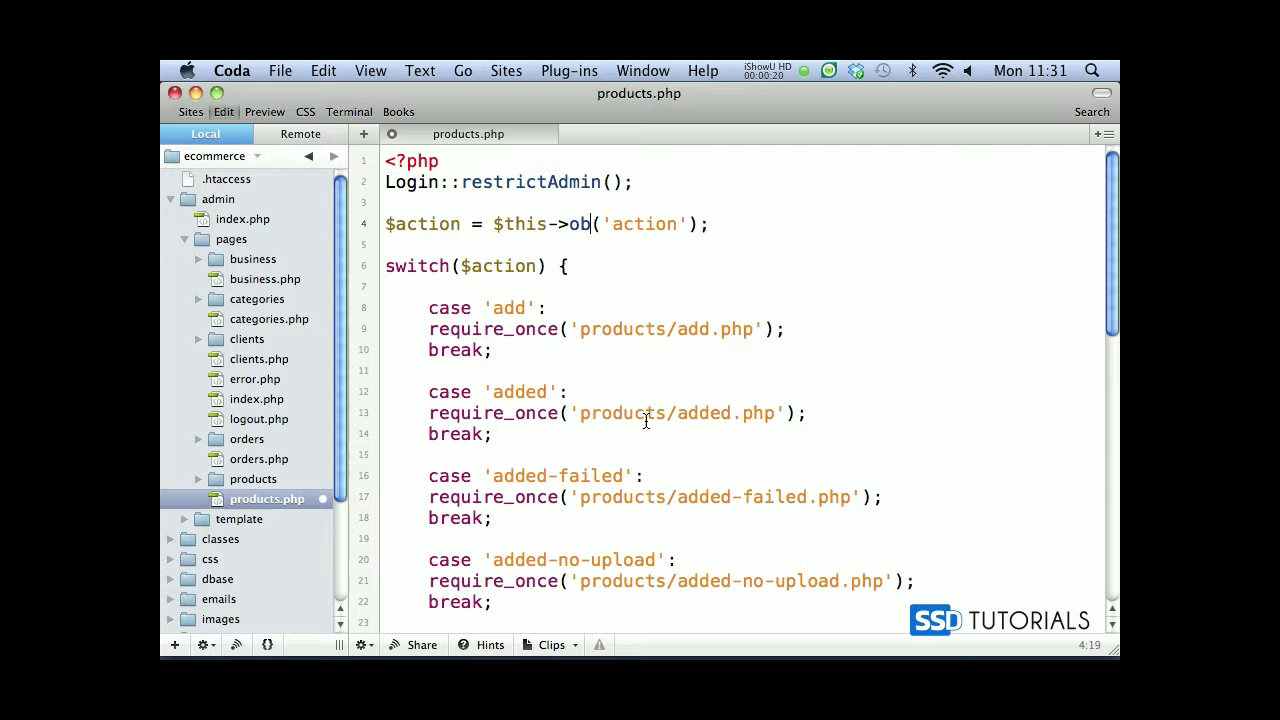 Coda File Edit View Text Go Sites Plug-ins Window Help iShowU HD 00:00:20 Mon 11:31
products.php
Sites Edit Preview CSS Terminal Books Search
Local Remote products.php
ecommerce
.htaccess
admin
index.php
pages
business
business.php
categories
categories.php
clients
clients.php
error.php
index.php
logout.php
orders
orders.php
products
products.php
template
classes
css
dbase
emails
images
1 <?php
2 Login::restrictAdmin();
3
4 $action = $this->ob('action');
5
6 switch($action) {
7
8 case 'add':
9 require_once('products/add.php');
10 break;
11
12 case 'added':
13 require_once('products/added.php');
14 break;
15
16 case 'added-failed':
17 require_once('products/added-failed.php');
18 break;
19
20 case 'added-no-upload':
21 require_once('products/added-no-upload.php');
22 break;
23
SSD TUTORIALS
Share Hints Clips 4:19